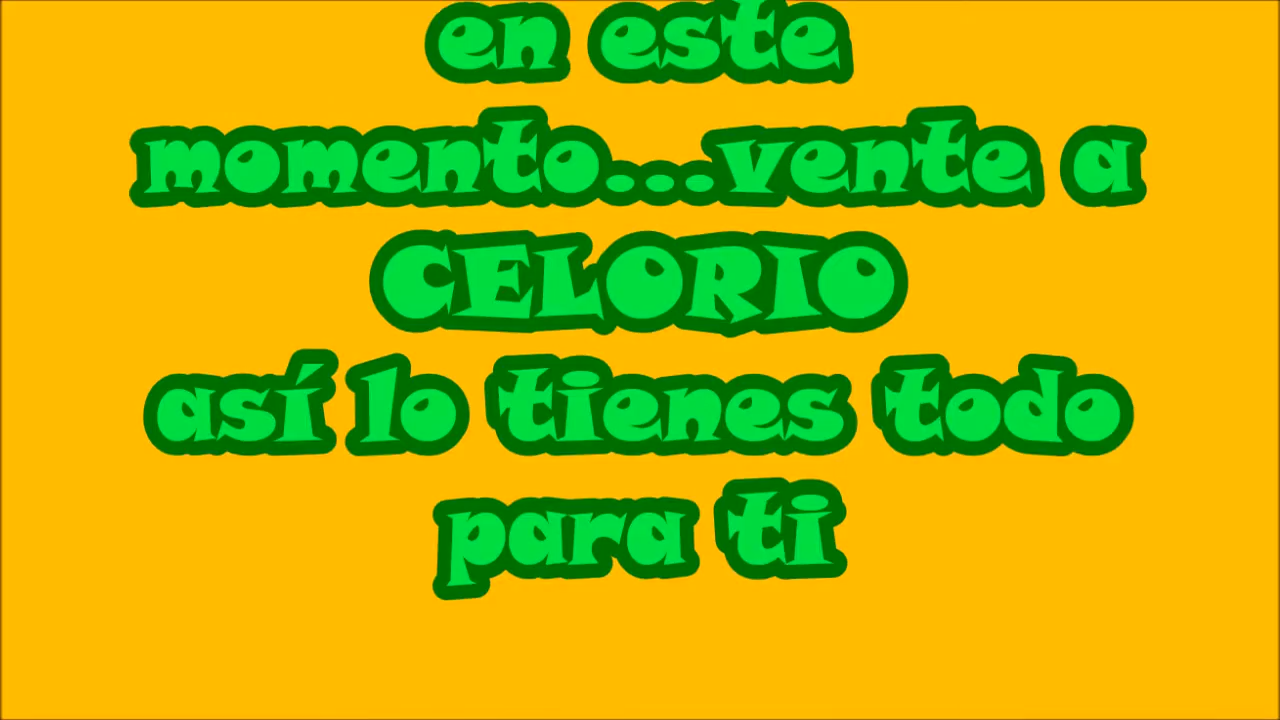 en este
momento...vente a
CELORIO
así lo tienes todo
para ti